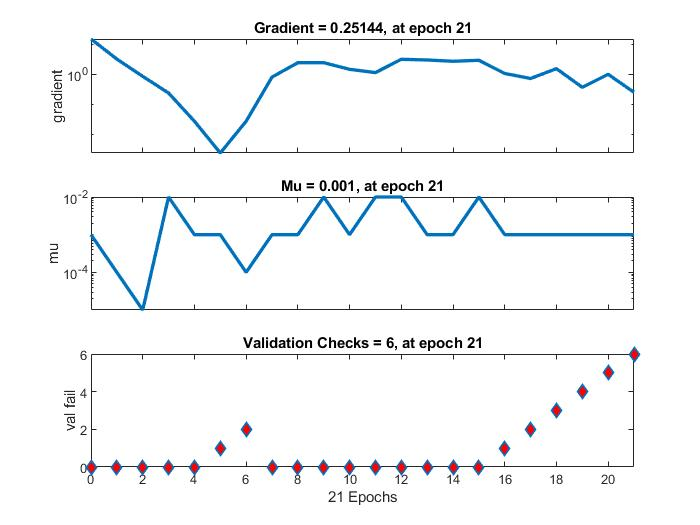 Gradient = 0.25144, at epoch 21
10^0
gradient
Mu = 0.001, at epoch 21
10^-2
10^-4
mu
Validation Checks = 6, at epoch 21
6
4
2
0
val fail
0 2 4 6 8 10 12 14 16 18 20
21 Epochs